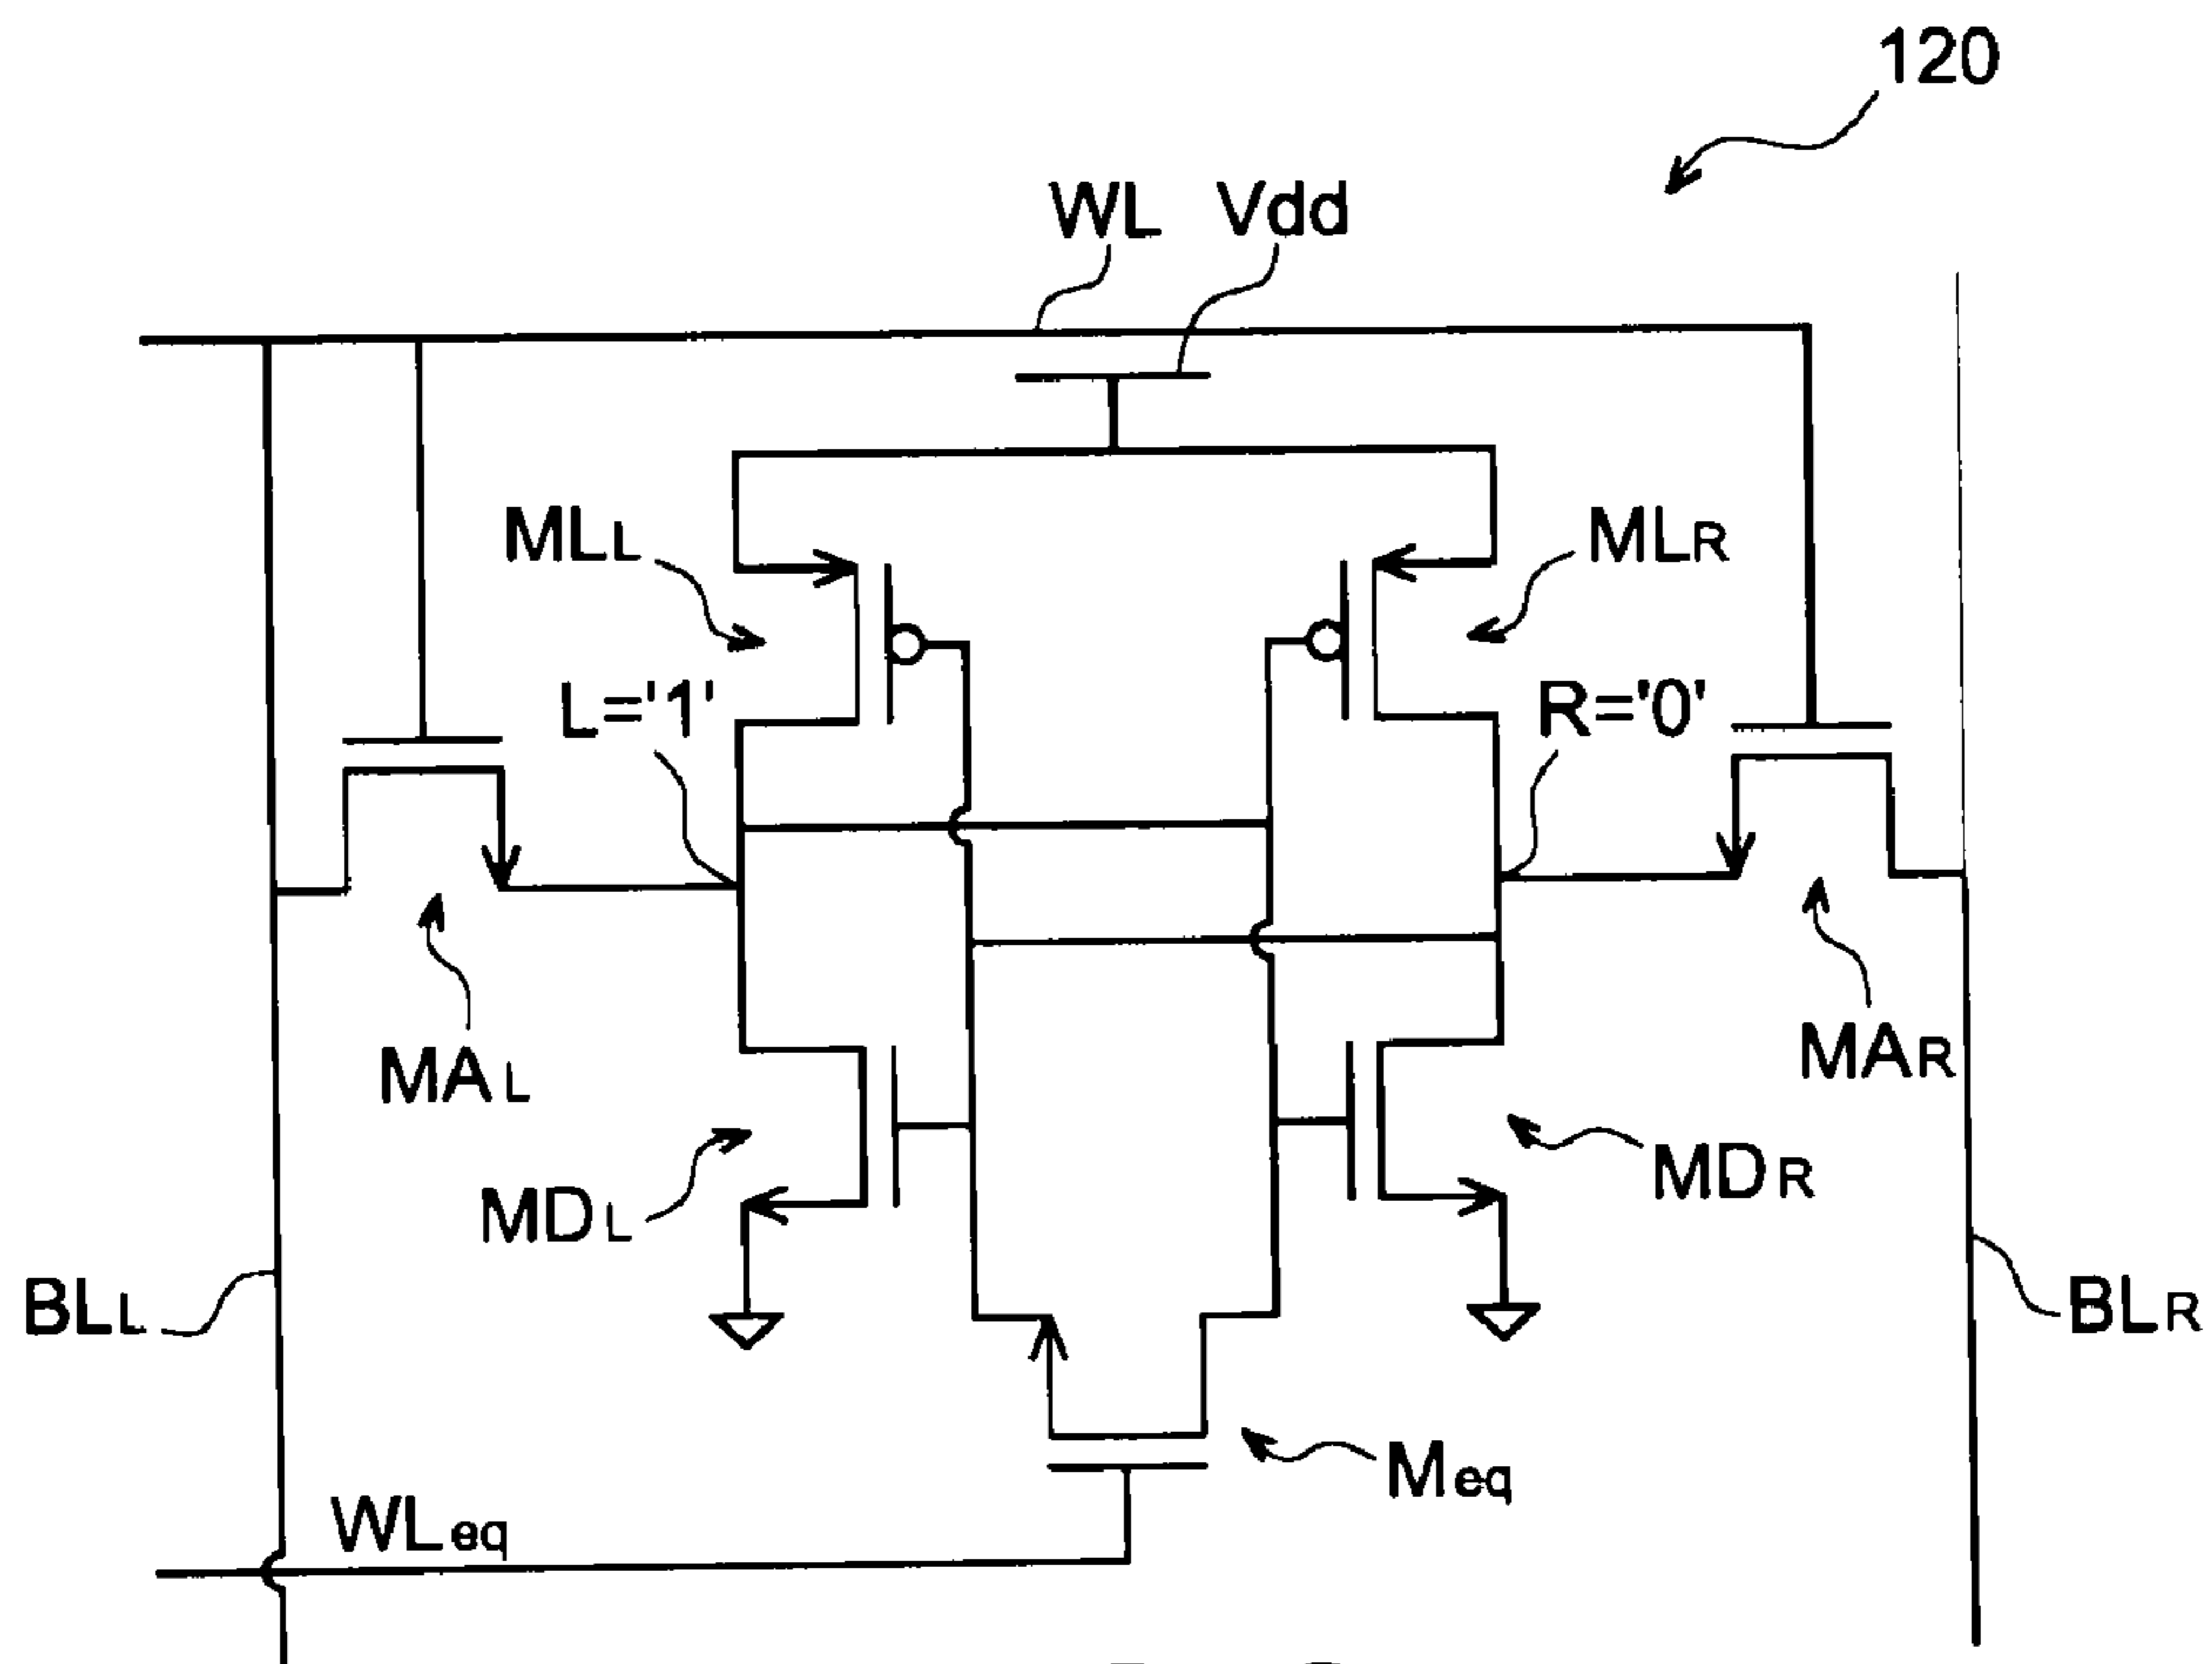 120
WL Vdd
MLL
MLR
L='1'
R='0'
MAL
MAR
MDL
MDR
BLL
BLR
Meq
WLeq